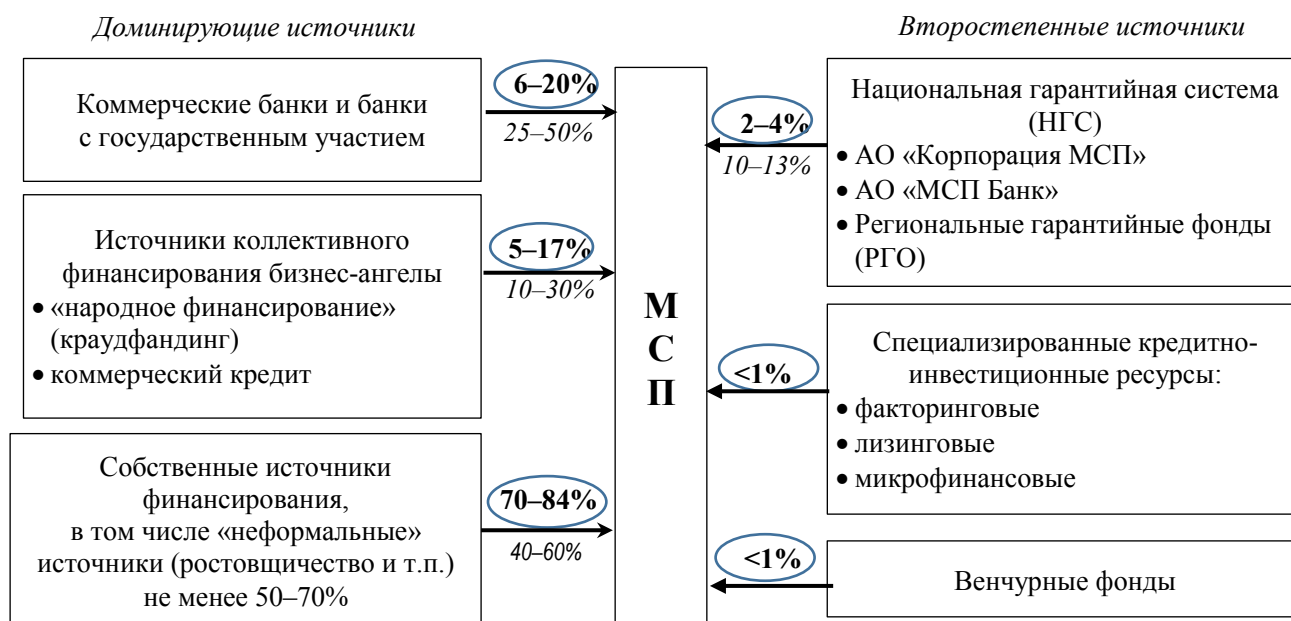 Доминирующие источники
Коммерческие банки и банки
с государственным участием
6–20%
25–50%
Источники коллективного
финансирования бизнес-ангелы
• «народное финансирование»
(краудфандинг)
• коммерческий кредит
5–17%
10–30%
Собственные источники
финансирования,
в том числе «неформальные»
источники (ростовщичество и т.п.)
не менее 50–70%
70–84%
40–60%
М
С
П
Второстепенные источники
2–4%
10–13%
Национальная гарантийная система
(НГС)
• АО «Корпорация МСП»
• АО «МСП Банк»
• Региональные гарантийные фонды
(РГО)
<1%
Специализированные кредитно-
инвестиционные ресурсы:
• факторинговые
• лизинговые
• микрофинансовые
<1%
Венчурные фонды